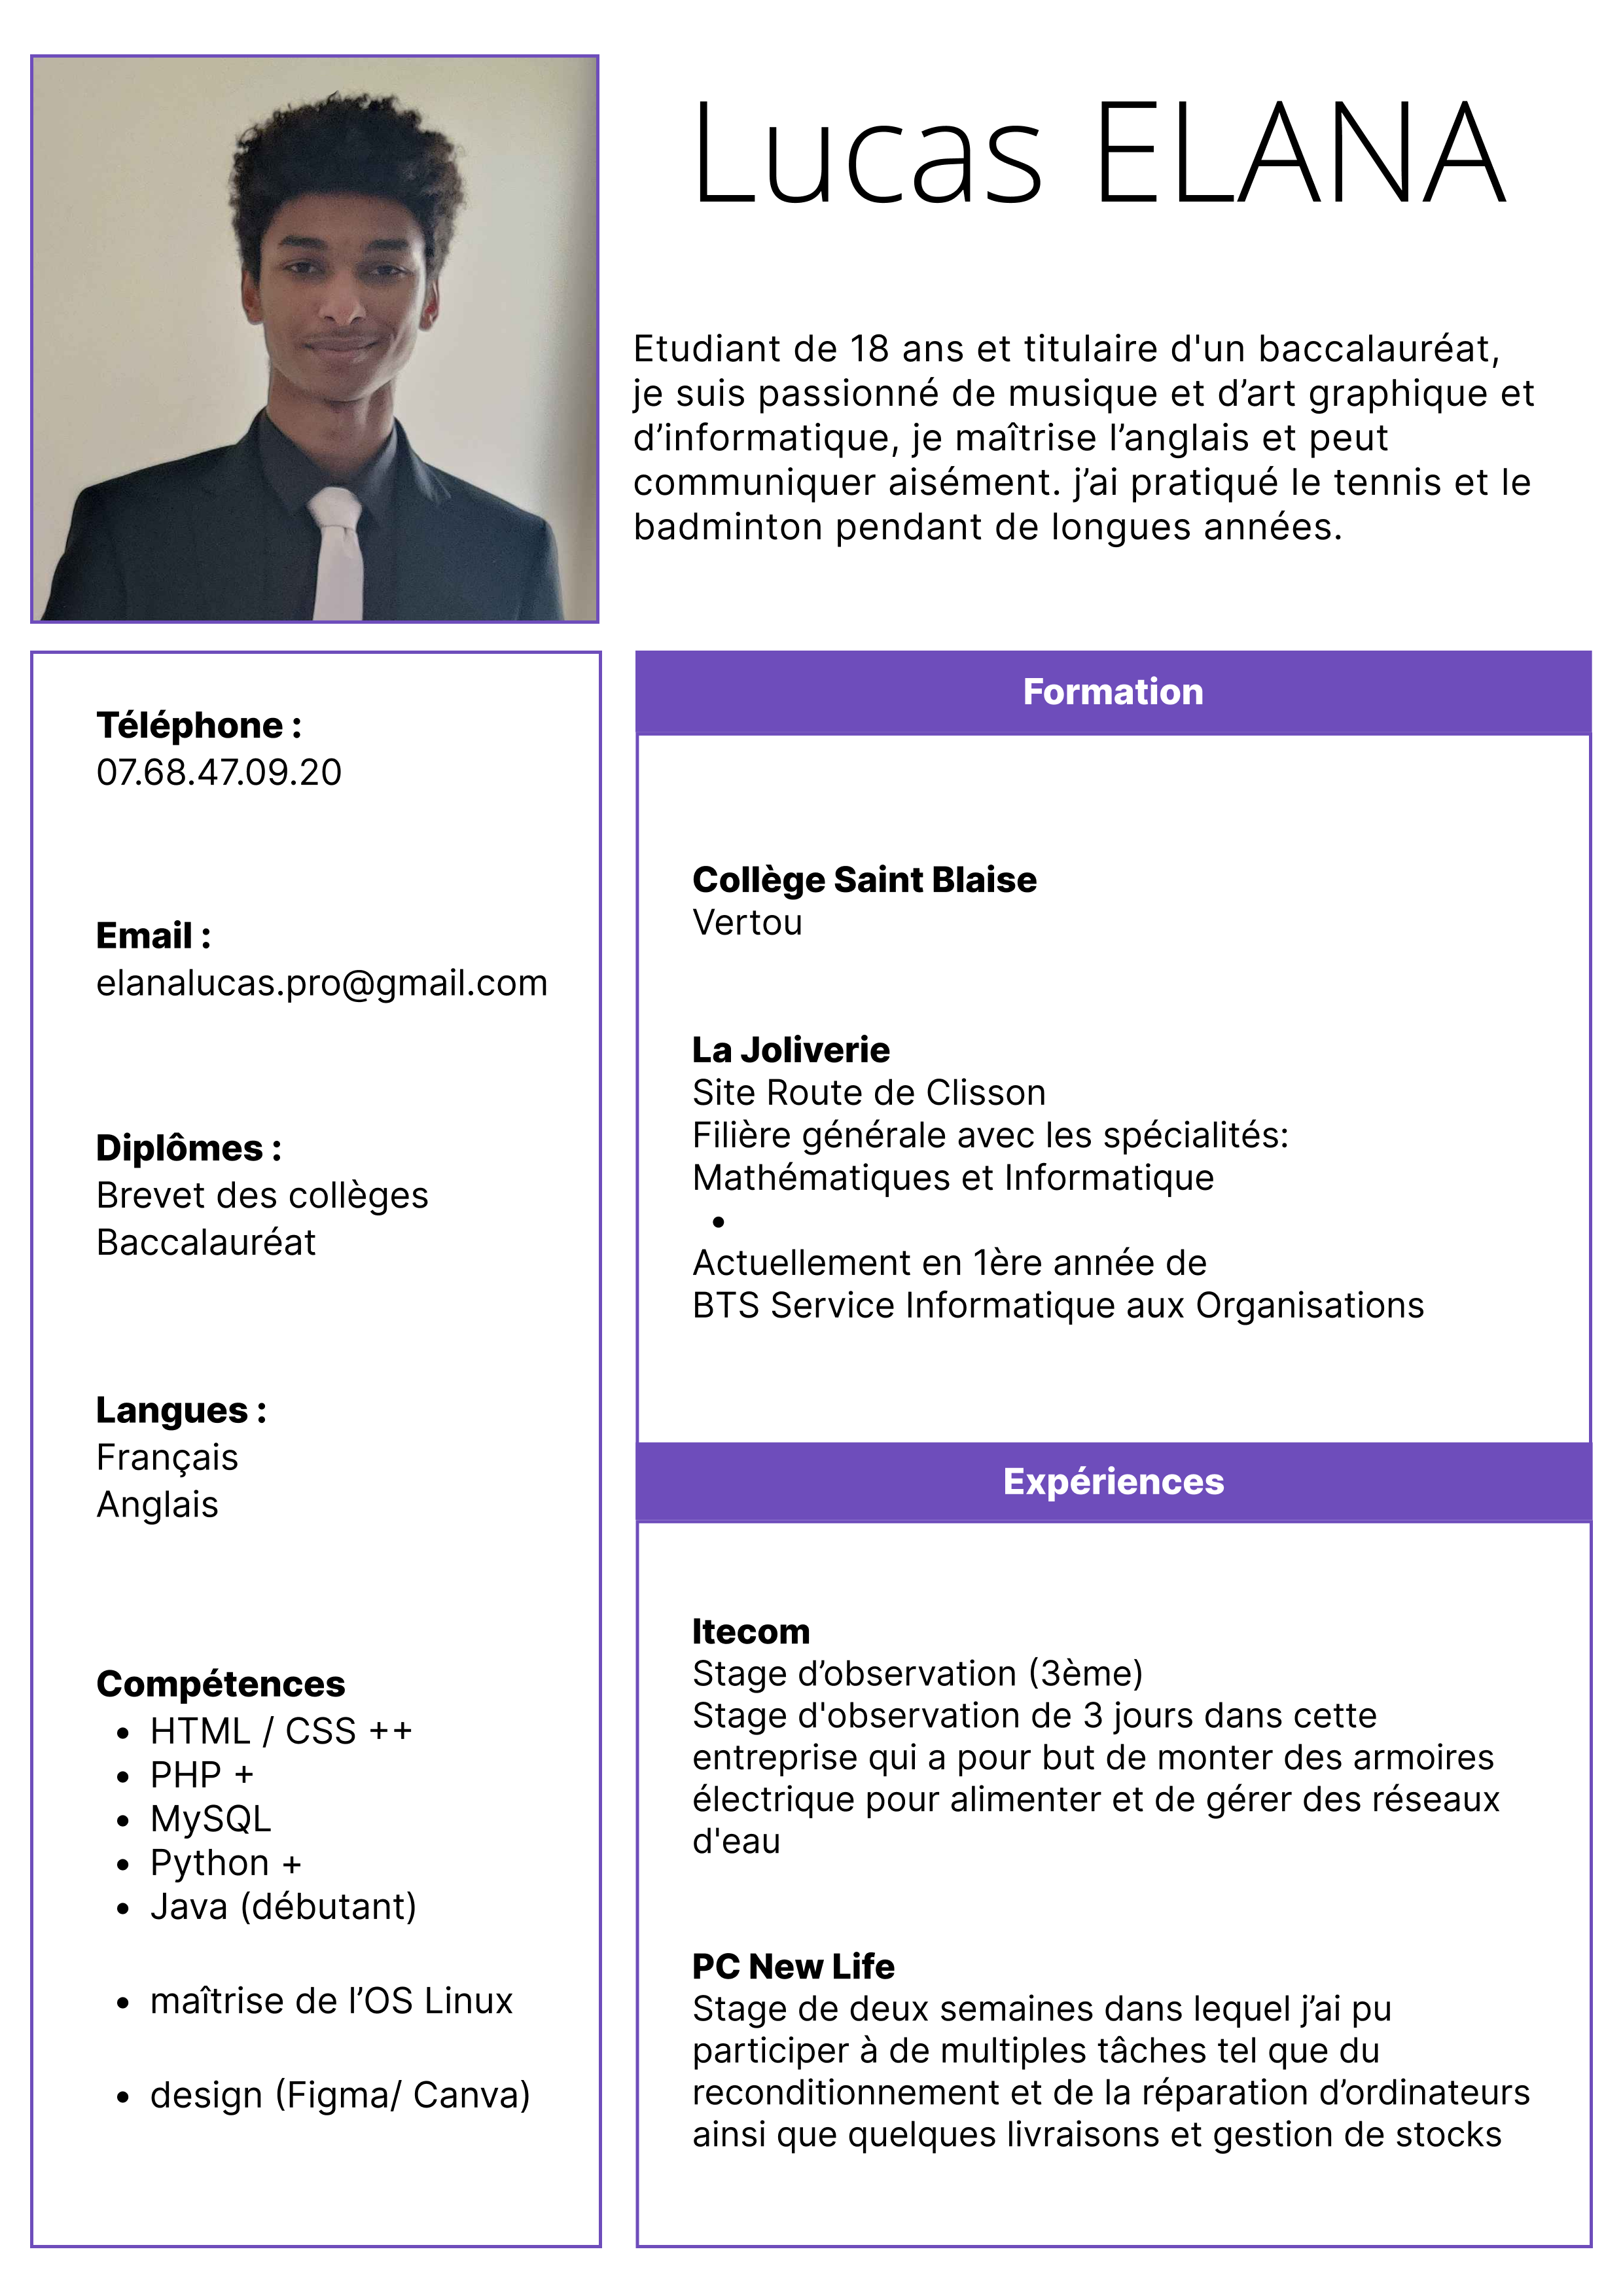 Lucas ELANA
Etudiant de 18 ans et titulaire d'un baccalauréat,
je suis passionné de musique et d’art graphique et
d’informatique, je maîtrise l’anglais et peut
communiquer aisément. j’ai pratiqué le tennis et le
badminton pendant de longues années.
Téléphone :
07.68.47.09.20
Email :
elanalucas.pro@gmail.com
Diplômes :
Brevet des collèges
Baccalauréat
Langues :
Français
Anglais
Compétences
• HTML / CSS ++
• PHP +
• MySQL
• Python +
• Java (débutant)
• maîtrise de l’OS Linux
• design (Figma/ Canva)
Formation
Collège Saint Blaise
Vertou
La Joliverie
Site Route de Clisson
Filière générale avec les spécialités:
Mathématiques et Informatique
•
Actuellement en 1ère année de
BTS Service Informatique aux Organisations
Expériences
Itecom
Stage d’observation (3ème)
Stage d'observation de 3 jours dans cette
entreprise qui a pour but de monter des armoires
électrique pour alimenter et de gérer des réseaux
d'eau
PC New Life
Stage de deux semaines dans lequel j’ai pu
participer à de multiples tâches tel que du
reconditionnement et de la réparation d’ordinateurs
ainsi que quelques livraisons et gestion de stocks